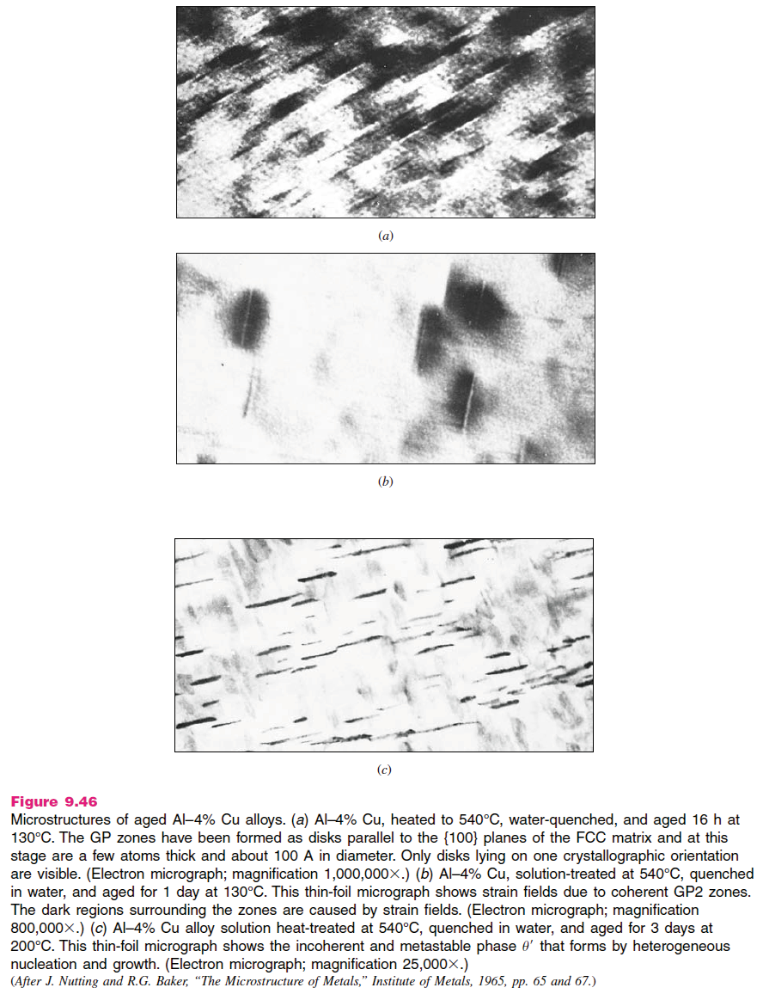 (a)
(b)
(c)
Figure 9.46
Microstructures of aged Al–4% Cu alloys. (a) Al–4% Cu, heated to 540°C, water-quenched, and aged 16 h at
130°C. The GP zones have been formed as disks parallel to the {100} planes of the FCC matrix and at this
stage are a few atoms thick and about 100 A in diameter. Only disks lying on one crystallographic orientation
are visible. (Electron micrograph; magnification 1,000,000×.) (b) Al–4% Cu, solution-treated at 540°C, quenched
in water, and aged for 1 day at 130°C. This thin-foil micrograph shows strain fields due to coherent GP2 zones.
The dark regions surrounding the zones are caused by strain fields. (Electron micrograph; magnification
800,000×.) (c) Al–4% Cu alloy solution heat-treated at 540°C, quenched in water, and aged for 3 days at
200°C. This thin-foil micrograph shows the incoherent and metastable phase θ′ that forms by heterogeneous
nucleation and growth. (Electron micrograph; magnification 25,000×.)
(After J. Nutting and R.G. Baker, “The Microstructure of Metals,” Institute of Metals, 1965, pp. 65 and 67.)